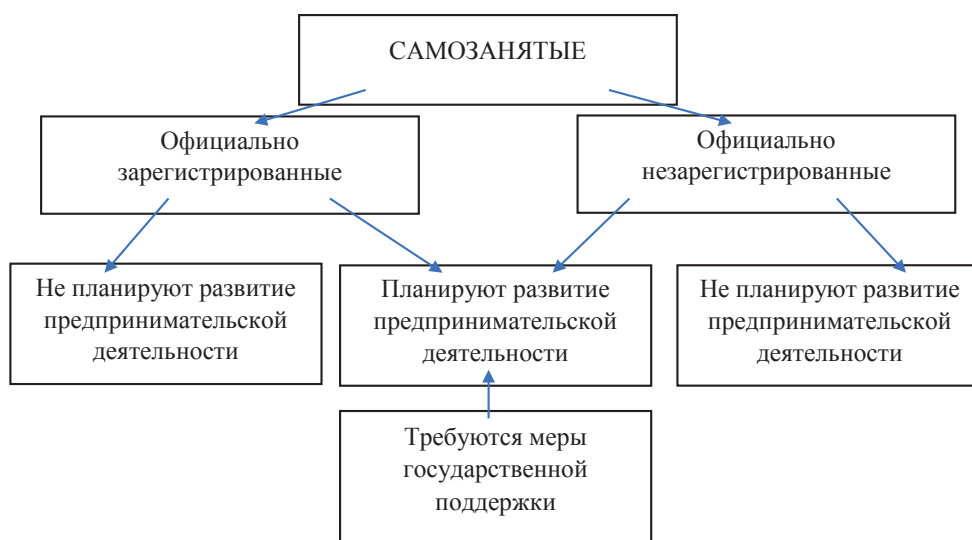 САМОЗАНЯТЫЕ
Официально
зарегистрированные
Официально
незарегистрированные
Не планируют развитие
предпринимательской
деятельности
Планируют развитие
предпринимательской
деятельности
Не планируют развитие
предпринимательской
деятельности
Требуются меры
государственной
поддержки